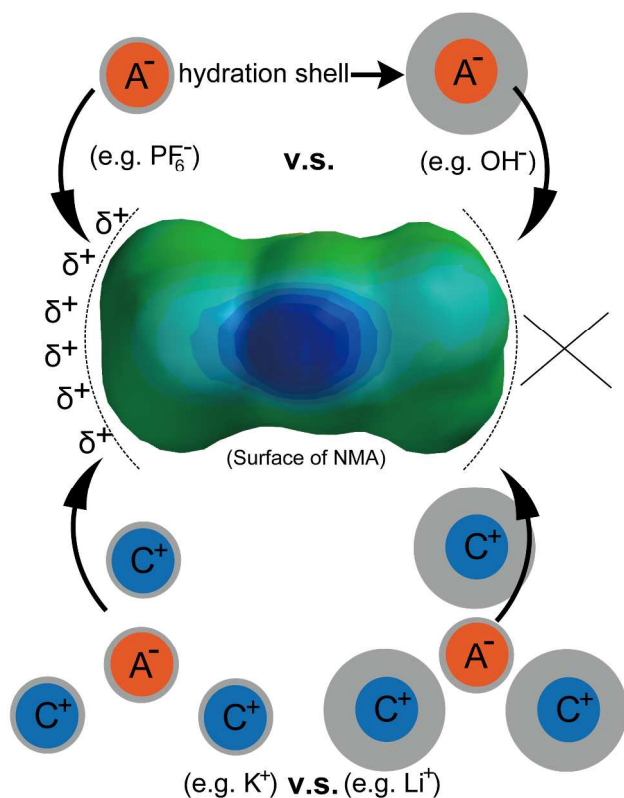 A⁻ hydration shell A⁻
(e.g. PF₆⁻) v.s. (e.g. OH⁻)
δ⁺
δ⁺
δ⁺
δ⁺
δ⁺
δ⁺
(Surface of NMA)
C⁺ C⁺
A⁻ A⁻
C⁺ C⁺ C⁺ C⁺
(e.g. K⁺) v.s. (e.g. Li⁺)